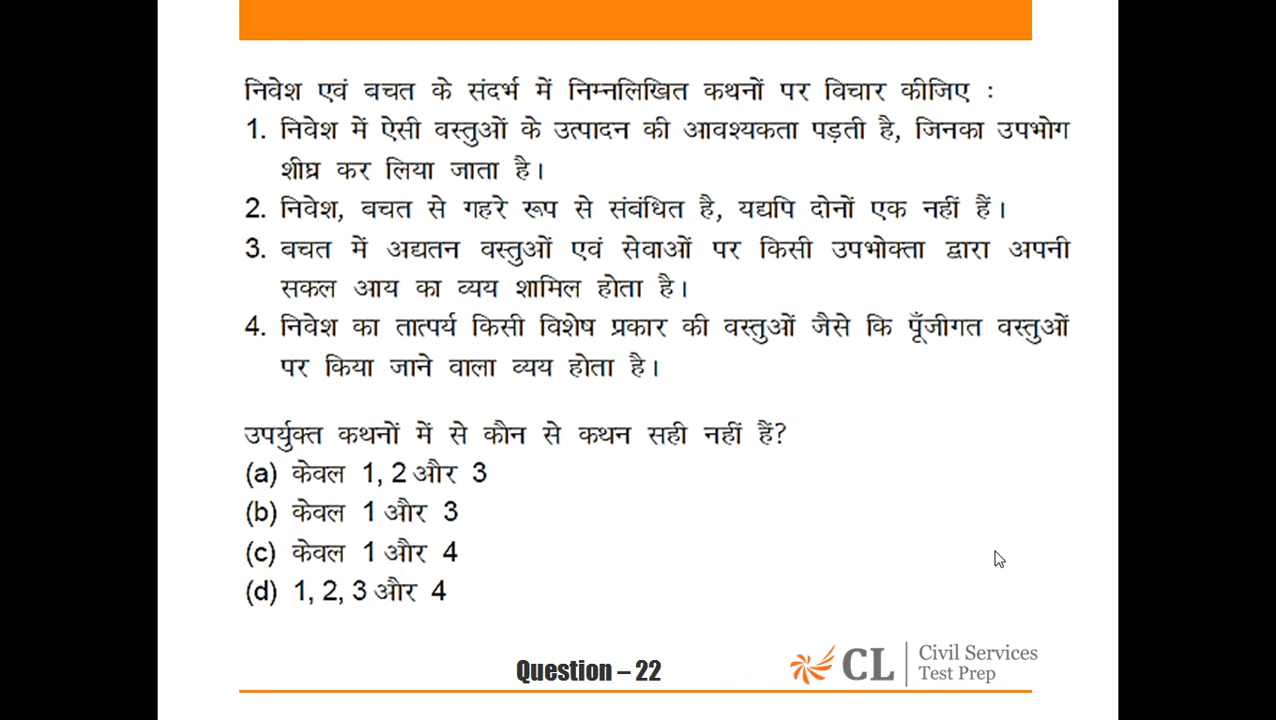 निवेश एवं बचत के संदर्भ में निम्नलिखित कथनों पर विचार कीजिए :
1. निवेश में ऐसी वस्तुओं के उत्पादन की आवश्यकता पड़ती है, जिनका उपभोग
शीघ्र कर लिया जाता है।
2. निवेश, बचत से गहरे रूप से संबंधित है, यद्यपि दोनों एक नहीं हैं।
3. बचत में अद्यतन वस्तुओं एवं सेवाओं पर किसी उपभोक्ता द्वारा अपनी
सकल आय का व्यय शामिल होता है।
4. निवेश का तात्पर्य किसी विशेष प्रकार की वस्तुओं जैसे कि पूँजीगत वस्तुओं
पर किया जाने वाला व्यय होता है।
उपर्युक्त कथनों में से कौन से कथन सही नहीं हैं?
(a) केवल 1, 2 और 3
(b) केवल 1 और 3
(c) केवल 1 और 4
(d) 1, 2, 3 और 4
Question – 22
CL
Civil Services
Test Prep